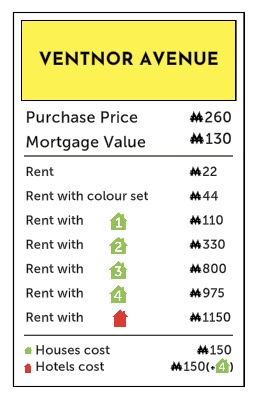 VENTNOR AVENUE
Purchase Price ₩260
Mortgage Value ₩130
Rent ₩22
Rent with colour set ₩44
Rent with 1 ₩110
Rent with 2 ₩330
Rent with 3 ₩800
Rent with 4 ₩975
Rent with ₩1150
Houses cost ₩150
Hotels cost ₩150(+4)